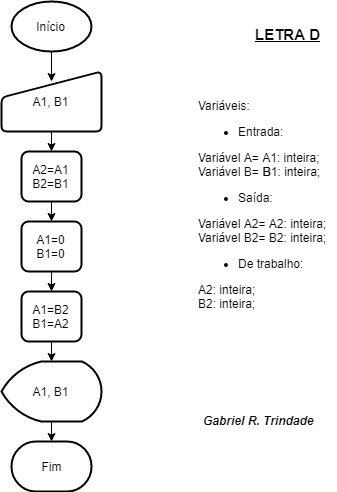 Início
A1, B1
A2=A1
B2=B1
A1=0
B1=0
A1=B2
B1=A2
A1, B1
Fim
LETRA D
Variáveis:
Entrada:
Variável A= A1: inteira;
Variável B= B1: inteira;
Saída:
Variável A2= A2: inteira;
Variável B2= B2: inteira;
De trabalho:
A2: inteira;
B2: inteira;
Gabriel R. Trindade